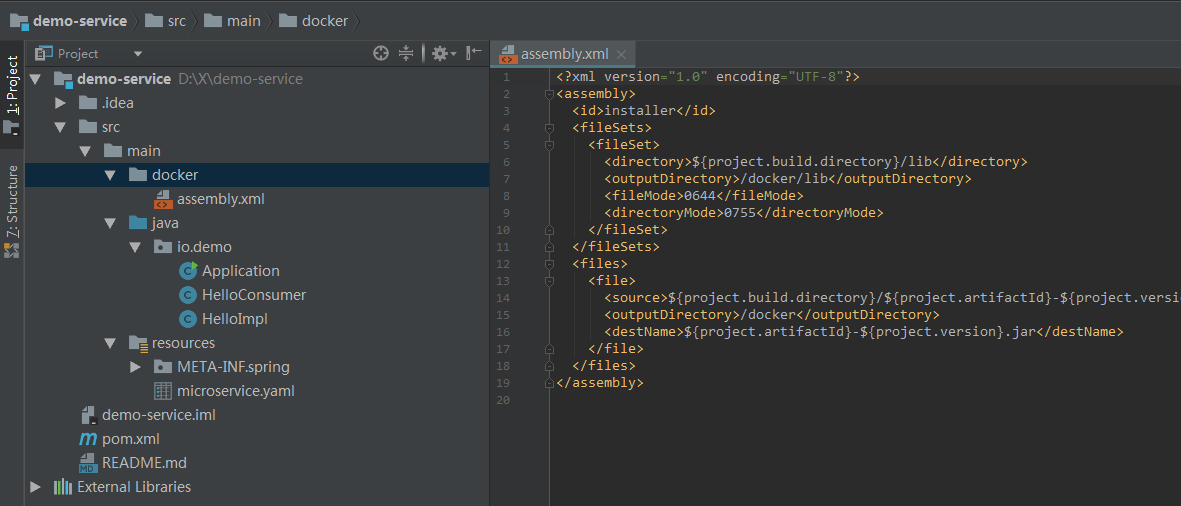 demo-service src main docker
1: Project
7: Structure
Project
demo-service D:\X\demo-service
.idea
src
main
docker
assembly.xml
java
io.demo
Application
HelloConsumer
HelloImpl
resources
META-INF.spring
microservice.yaml
demo-service.iml
pom.xml
README.md
External Libraries
assembly.xml
1 <?xml version="1.0" encoding="UTF-8"?>
2 <assembly>
3 <id>installer</id>
4 <fileSets>
5 <fileSet>
6 <directory>${project.build.directory}/lib</directory>
7 <outputDirectory>/docker/lib</outputDirectory>
8 <fileMode>0644</fileMode>
9 <directoryMode>0755</directoryMode>
10 </fileSet>
11 </fileSets>
12 <files>
13 <file>
14 <source>${project.build.directory}/${project.artifactId}-${project.versi
15 <outputDirectory>/docker</outputDirectory>
16 <destName>${project.artifactId}-${project.version}.jar</destName>
17 </file>
18 </files>
19 </assembly>
20